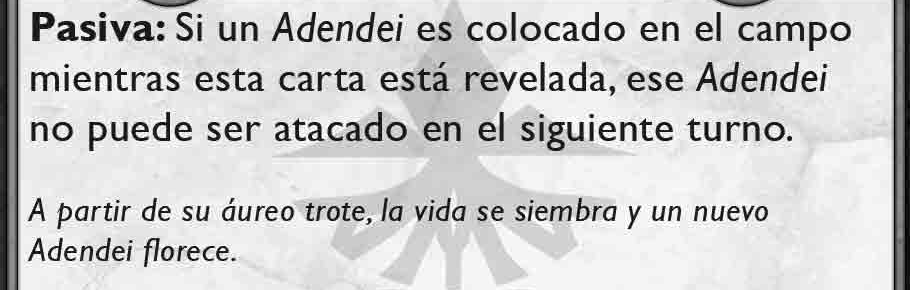 Pasiva: Si un Adendei es colocado en el campo
mientras esta carta está revelada, ese Adendei
no puede ser atacado en el siguiente turno.
A partir de su áureo trote, la vida se siembra y un nuevo
Adendei florece.